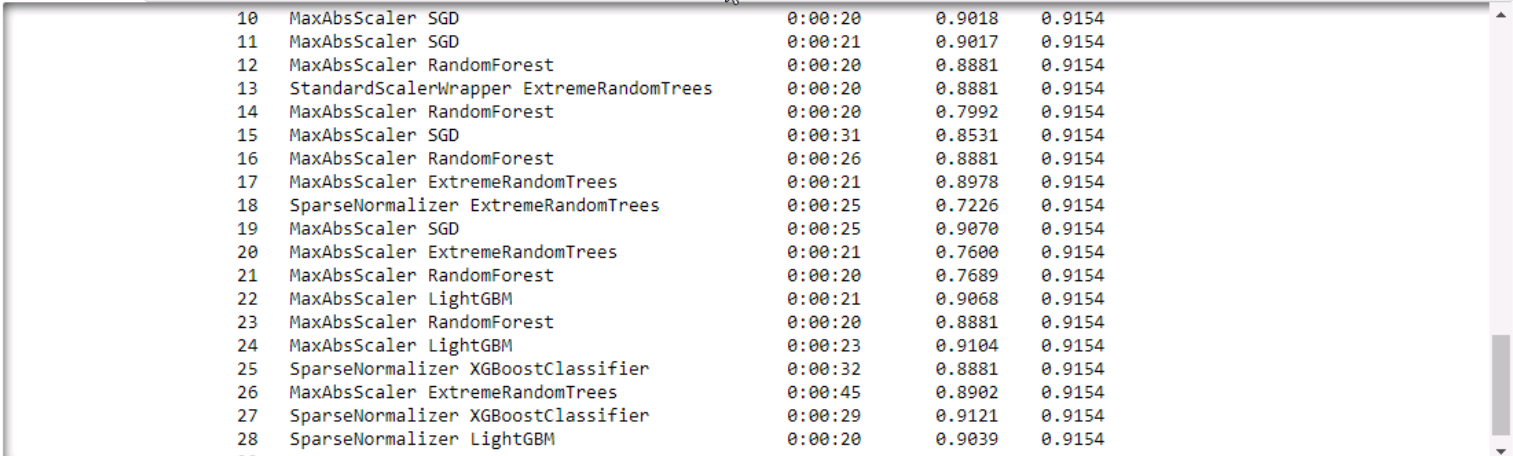 10 MaxAbsScaler SGD 0:00:20 0.9018 0.9154
11 MaxAbsScaler SGD 0:00:21 0.9017 0.9154
12 MaxAbsScaler RandomForest 0:00:20 0.8881 0.9154
13 StandardScalerWrapper ExtremeRandomTrees 0:00:20 0.8881 0.9154
14 MaxAbsScaler RandomForest 0:00:20 0.7992 0.9154
15 MaxAbsScaler SGD 0:00:31 0.8531 0.9154
16 MaxAbsScaler RandomForest 0:00:26 0.8881 0.9154
17 MaxAbsScaler ExtremeRandomTrees 0:00:21 0.8978 0.9154
18 SparseNormalizer ExtremeRandomTrees 0:00:25 0.7226 0.9154
19 MaxAbsScaler SGD 0:00:25 0.9070 0.9154
20 MaxAbsScaler ExtremeRandomTrees 0:00:21 0.7600 0.9154
21 MaxAbsScaler RandomForest 0:00:20 0.7689 0.9154
22 MaxAbsScaler LightGBM 0:00:21 0.9068 0.9154
23 MaxAbsScaler RandomForest 0:00:20 0.8881 0.9154
24 MaxAbsScaler LightGBM 0:00:23 0.9104 0.9154
25 SparseNormalizer XGBoostClassifier 0:00:32 0.8881 0.9154
26 MaxAbsScaler ExtremeRandomTrees 0:00:45 0.8902 0.9154
27 SparseNormalizer XGBoostClassifier 0:00:29 0.9121 0.9154
28 SparseNormalizer LightGBM 0:00:20 0.9039 0.9154